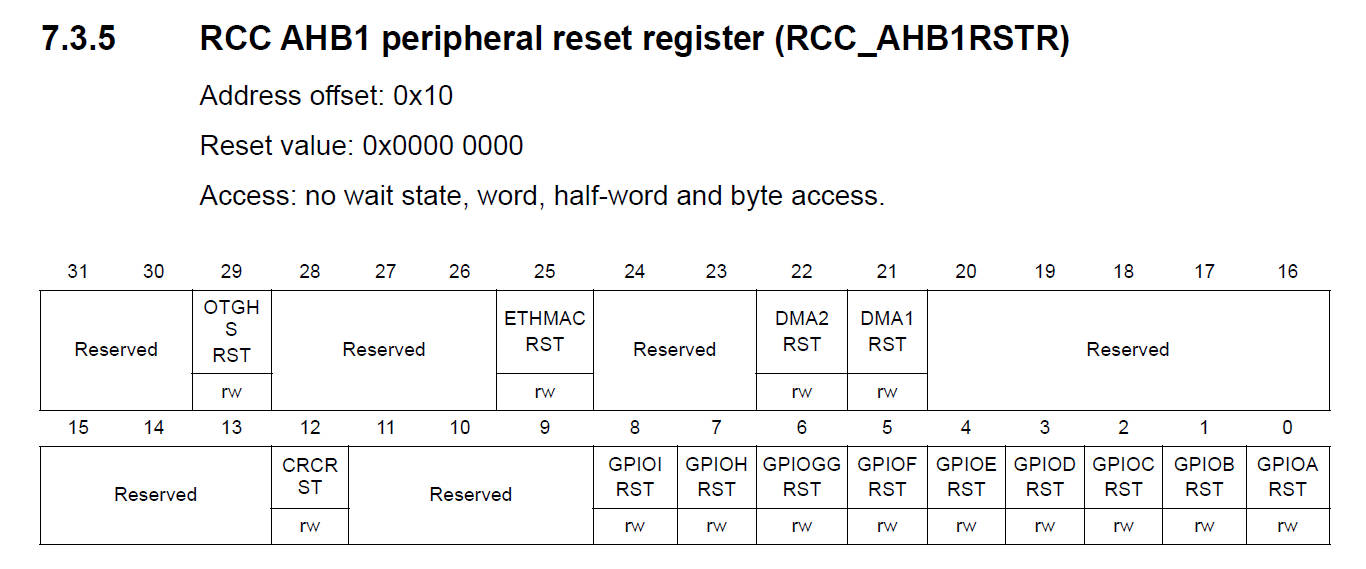 7.3.5 RCC AHB1 peripheral reset register (RCC_AHB1RSTR)
Address offset: 0x10
Reset value: 0x0000 0000
Access: no wait state, word, half-word and byte access.
31 30 29 28 27 26 25 24 23 22 21 20 19 18 17 16
Reserved OTGH S RST Reserved ETHMAC RST Reserved DMA2 RST DMA1 RST Reserved
rw rw rw rw
15 14 13 12 11 10 9 8 7 6 5 4 3 2 1 0
Reserved CRCR ST Reserved GPIOI RST GPIOH RST GPIOGG RST GPIOF RST GPIOE RST GPIOD RST GPIOC RST GPIOB RST GPIOA RST
rw rw rw rw rw rw rw rw rw rw